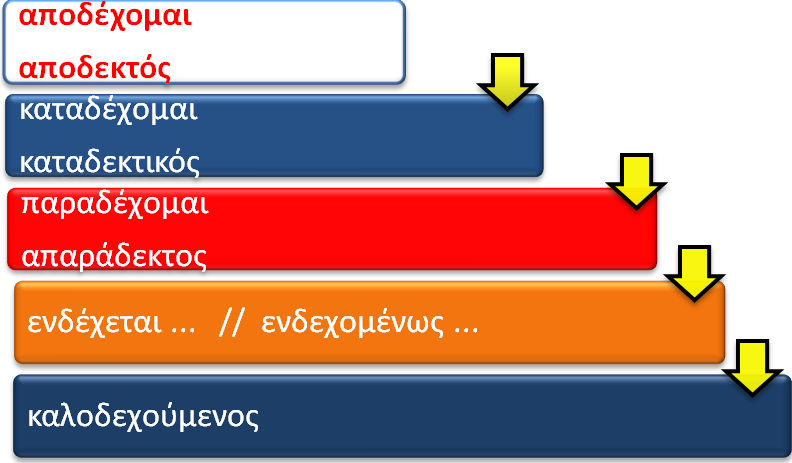 αποδέχομαι
αποδεκτός
καταδέχομαι
καταδεκτικός
παραδέχομαι
απαράδεκτος
ενδέχεται ... // ενδεχομένως ...
καλοδεχούμενος